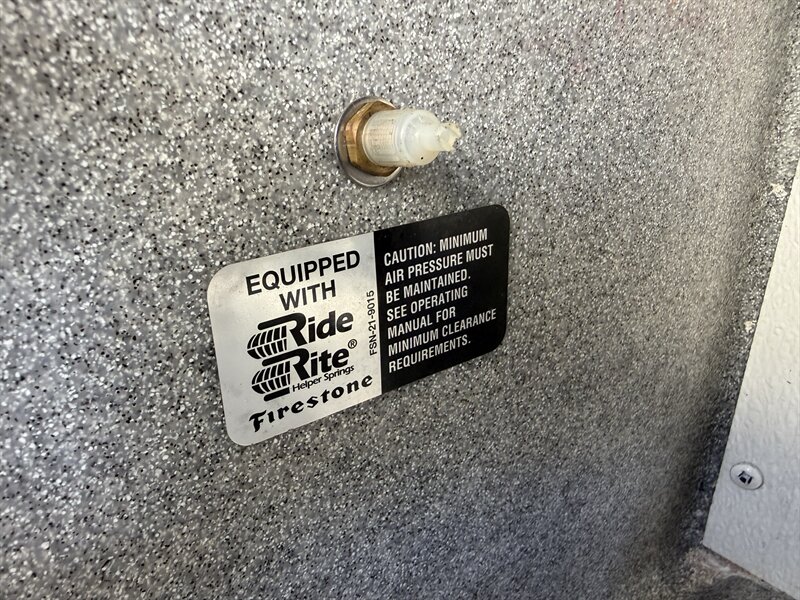 EQUIPPED
WITH
Ride
Rite®
Helper Springs
Firestone
FSN-21-9015
CAUTION: MINIMUM
AIR PRESSURE MUST
BE MAINTAINED.
SEE OPERATING
MANUAL FOR
MINIMUM CLEARANCE
REQUIREMENTS.